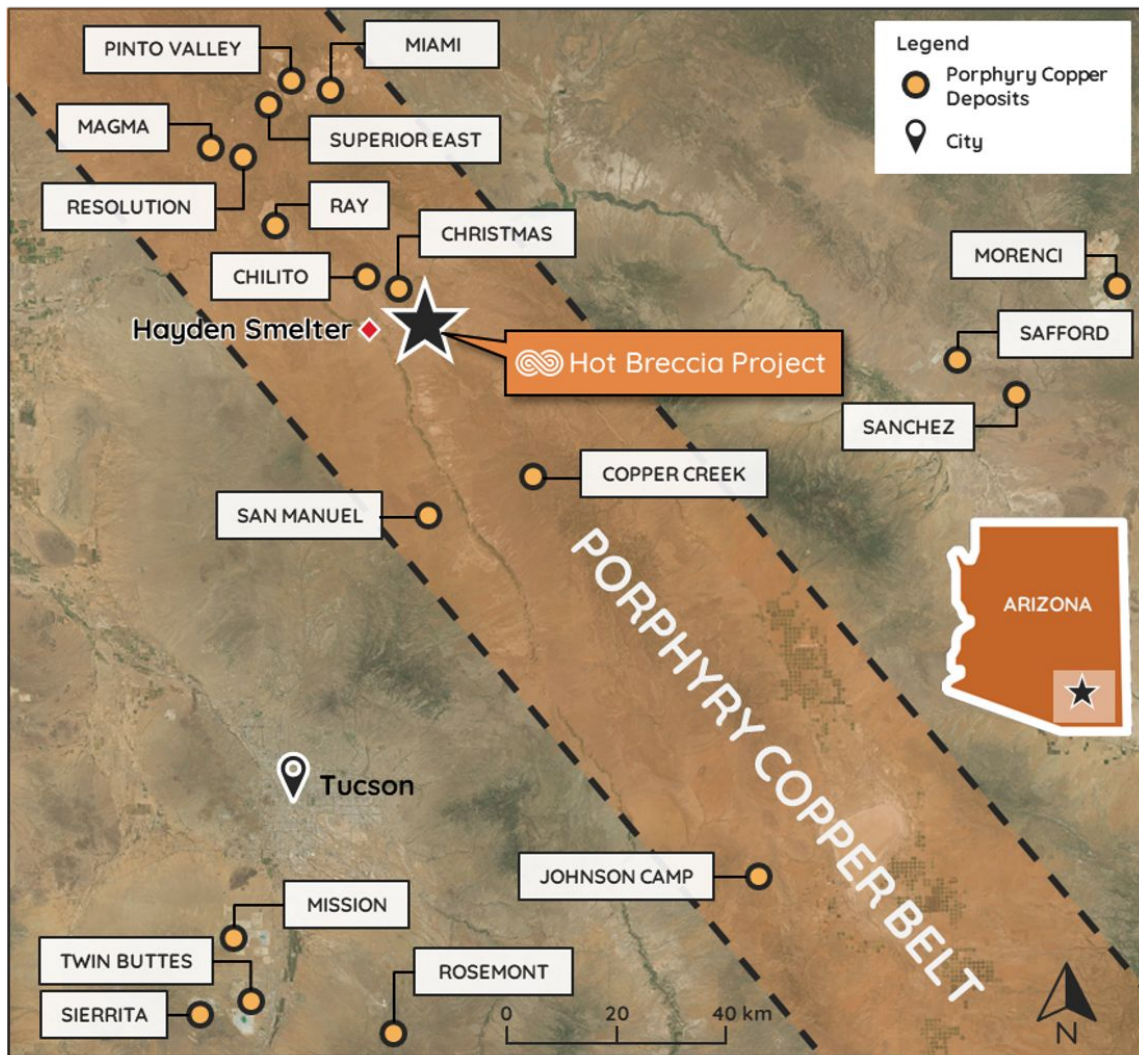 PINTO VALLEY
MIAMI
Legend
Porphyry Copper
Deposits
City
MAGMA
SUPERIOR EAST
RESOLUTION
RAY
CHRISTMAS
CHILITO
MORENCI
Hayden Smelter
SAFFORD
Hot Breccia Project
SANCHEZ
COPPER CREEK
SAN MANUEL
PORPHYRY COPPER BELT
ARIZONA
Tucson
JOHNSON CAMP
MISSION
TWIN BUTTES
ROSEMONT
SIERRITA
0 20 40 km
N